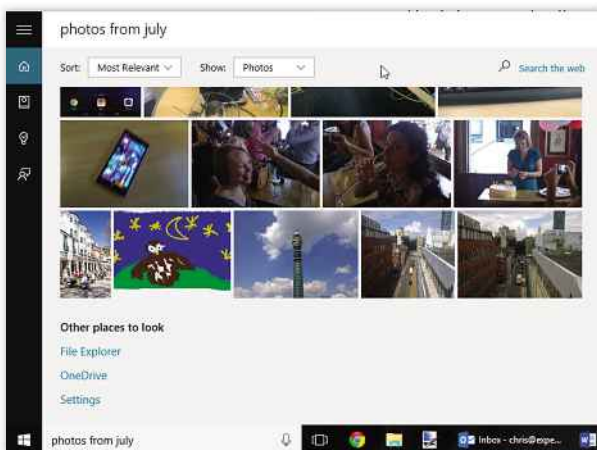 photos from july
Sort: Most Relevant Show: Photos Search the web
Other places to look
File Explorer
OneDrive
Settings
photos from july
Inbox - chris@expe...